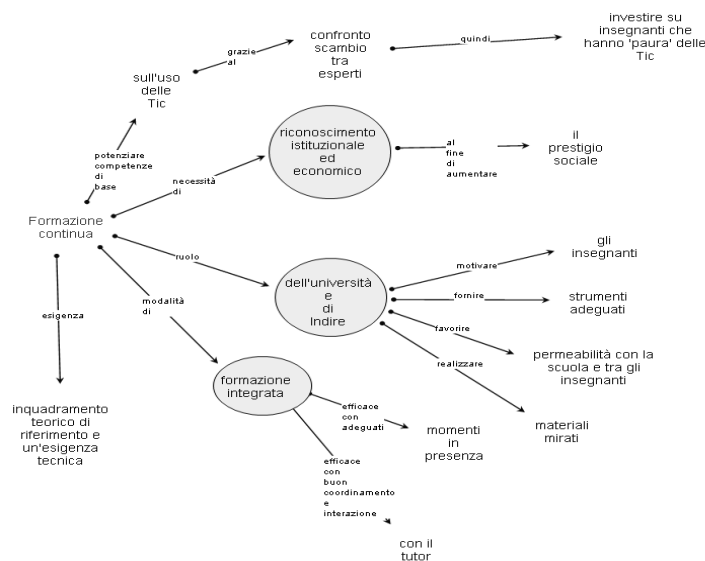 investire su
insegnanti che
hanno 'paura' delle
Tic
confronto
scambio
tra
esperti
quindi
grazie
al
sull'uso
delle
Tic
riconoscimento
istituzionale
ed
economico
al
fine
di
aumentare
il
prestigio
sociale
potenziare
competenze
di
base
necessità
di
Formazione
continua
ruolo
dell'università
e
di
Indire
motivare
gli
insegnanti
fornire
strumenti
adeguati
favorire
permeabilità con la
scuola e tra gli
insegnanti
realizzare
materiali
mirati
modalità
di
esigenza
formazione
integrata
efficace
con
adeguati
momenti
in
presenza
inquadramento
teorico di
riferimento e
un'esigenza
tecnica
efficace
con
buon
coordinamento
e
interazione
con il
tutor